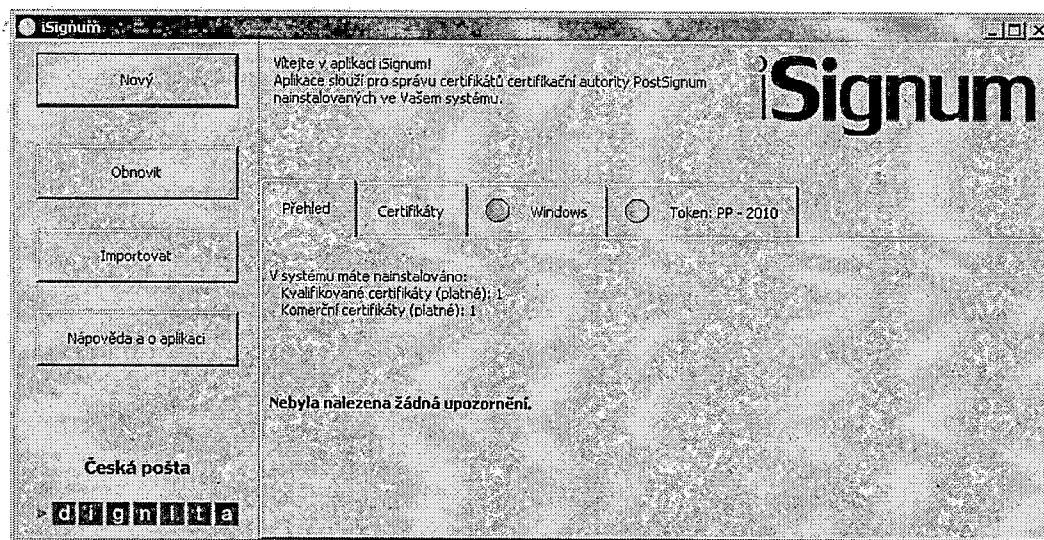 iSignum
Nový
Obnovit
Importovat
Nápověda a o aplikaci
Česká pošta
dignita
Vítejte v aplikaci iSignum!
Aplikace slouží pro správu certifikátů certifikační autority PostSignum
nainstalovaných ve Vašem systému.
iSignum
Přehled
Certifikáty
Windows
Token: PP - 2010
V systému máte nainstalováno:
Kvalifikované certifikáty (platné): 1
Komerční certifikáty (platné): 1
Nebyla nalezena žádná upozornění.